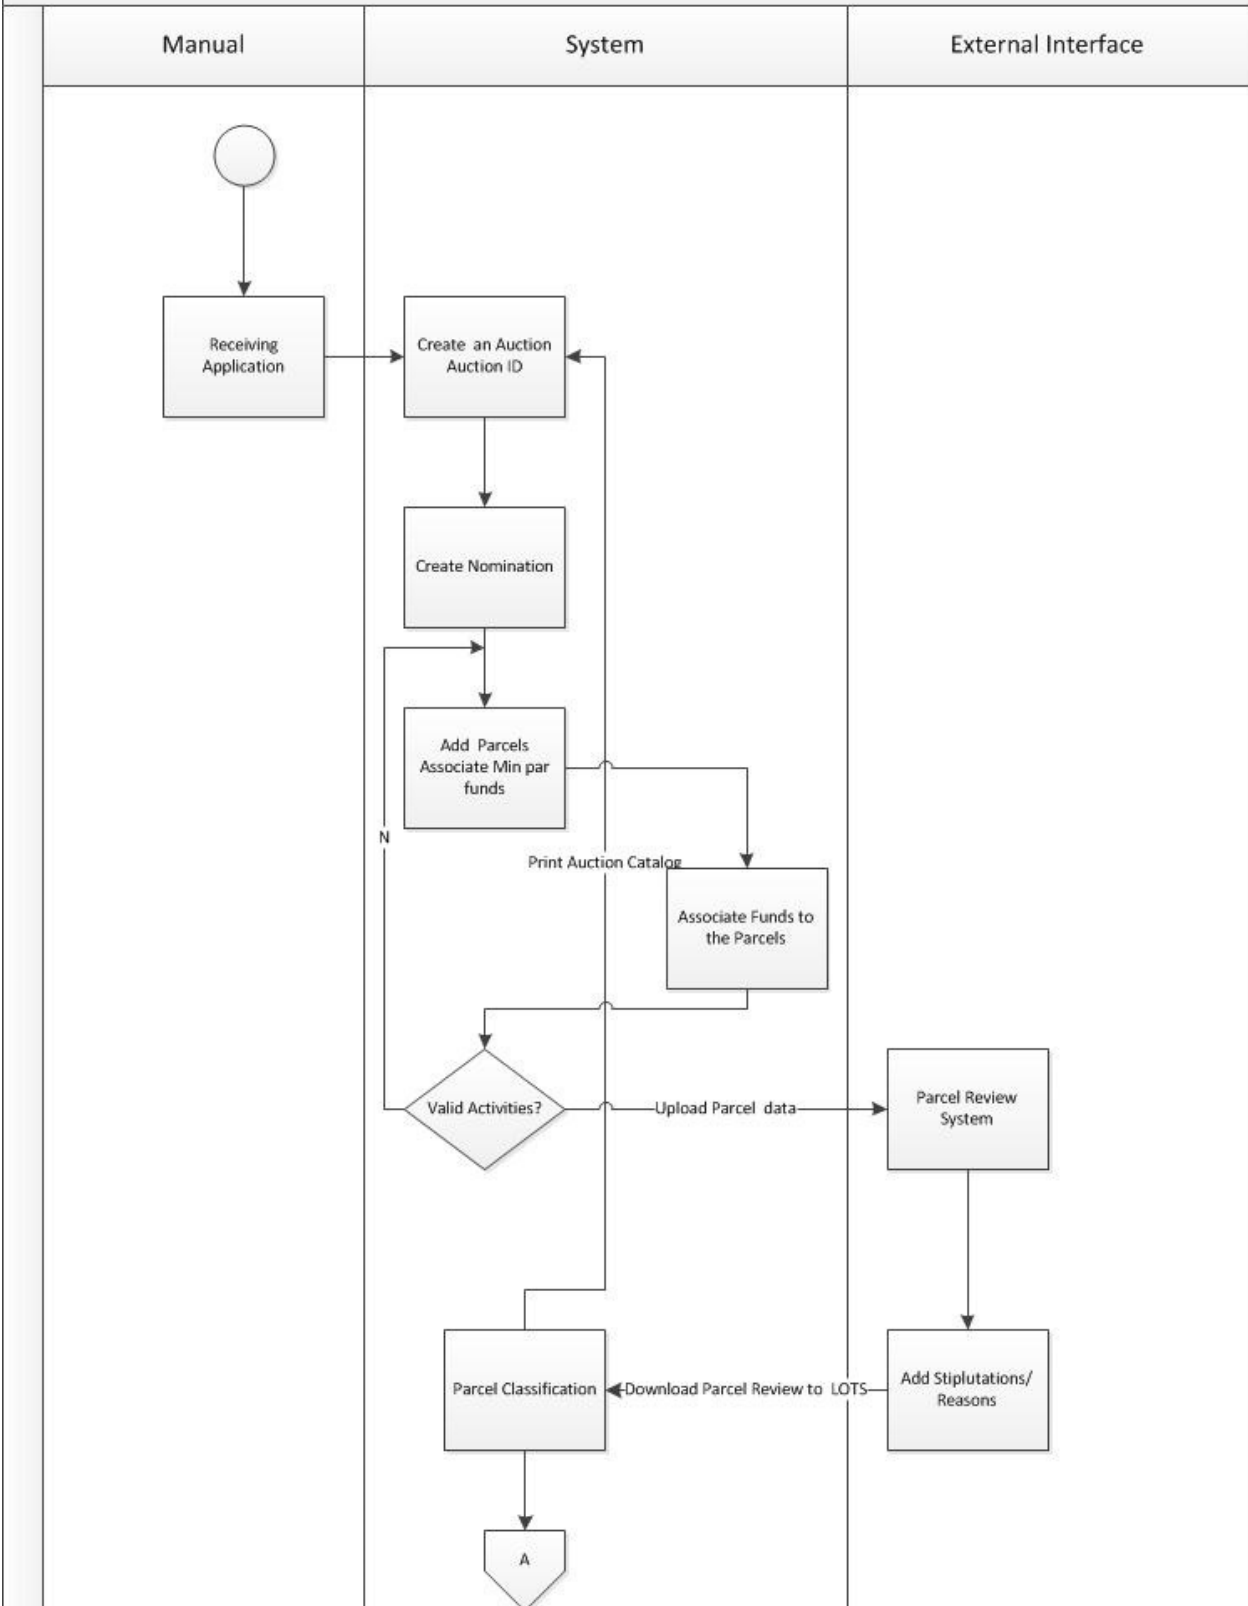 Manual
System
External Interface
Receiving
Application
Create an Auction
Auction ID
Create Nomination
Add Parcels
Associate Min par
funds
N
Print Auction Catalog
Associate Funds to
the Parcels
Valid Activities?
Upload Parcel data
Parcel Review
System
Parcel Classification
Download Parcel Review to LOTS
Add Stiplutations/
Reasons
A